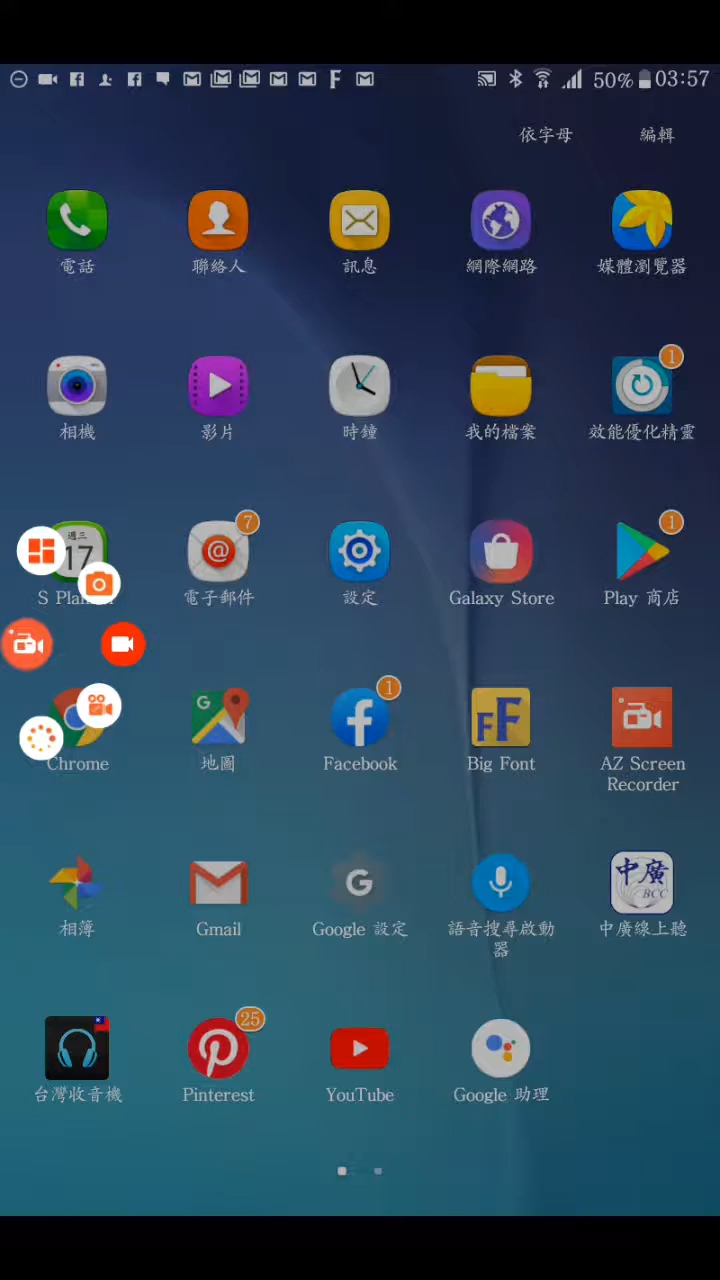 50% 03:57
依字母 編輯
電話 聯絡人 訊息 網際網路 媒體瀏覽器
1
相機 影片 時鐘 我的檔案 效能優化精靈
週三 7 1
17
電子郵件 設定 Galaxy Store Play 商店
1
G
FF
Chrome 地圖 Facebook Big Font AZ Screen
Recorder
中廣
BCC
相簿 Gmail Google 設定 語音搜尋啟動 中廣線上聽
器
25
台灣收音機 Pinterest YouTube Google 助理